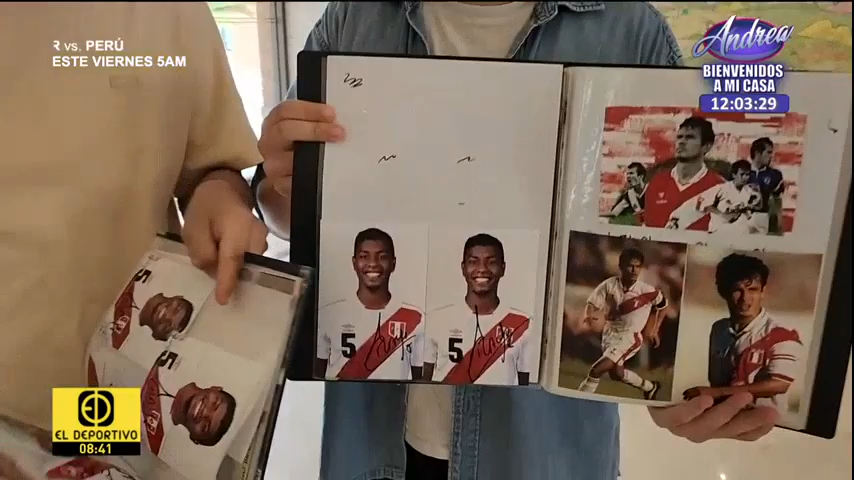 R vs. PERÚ
ESTE VIERNES 5AM
Andrea
BIENVENIDOS
A MI CASA
12:03:29
5
5
5
5
ED
EL DEPORTIVO
08:41